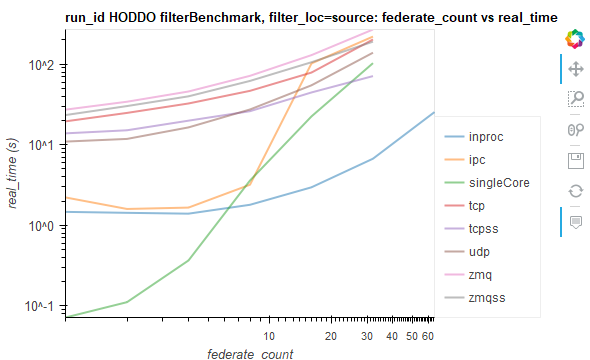 run_id HODDO filterBenchmark, filter_loc=source: federate_count vs real_time
real_time (s)
10^2
10^1
10^0
10^-1
10
20
30
40
50
60
federate_count
inproc
ipc
singleCore
tcp
tcpss
udp
zmq
zmqss